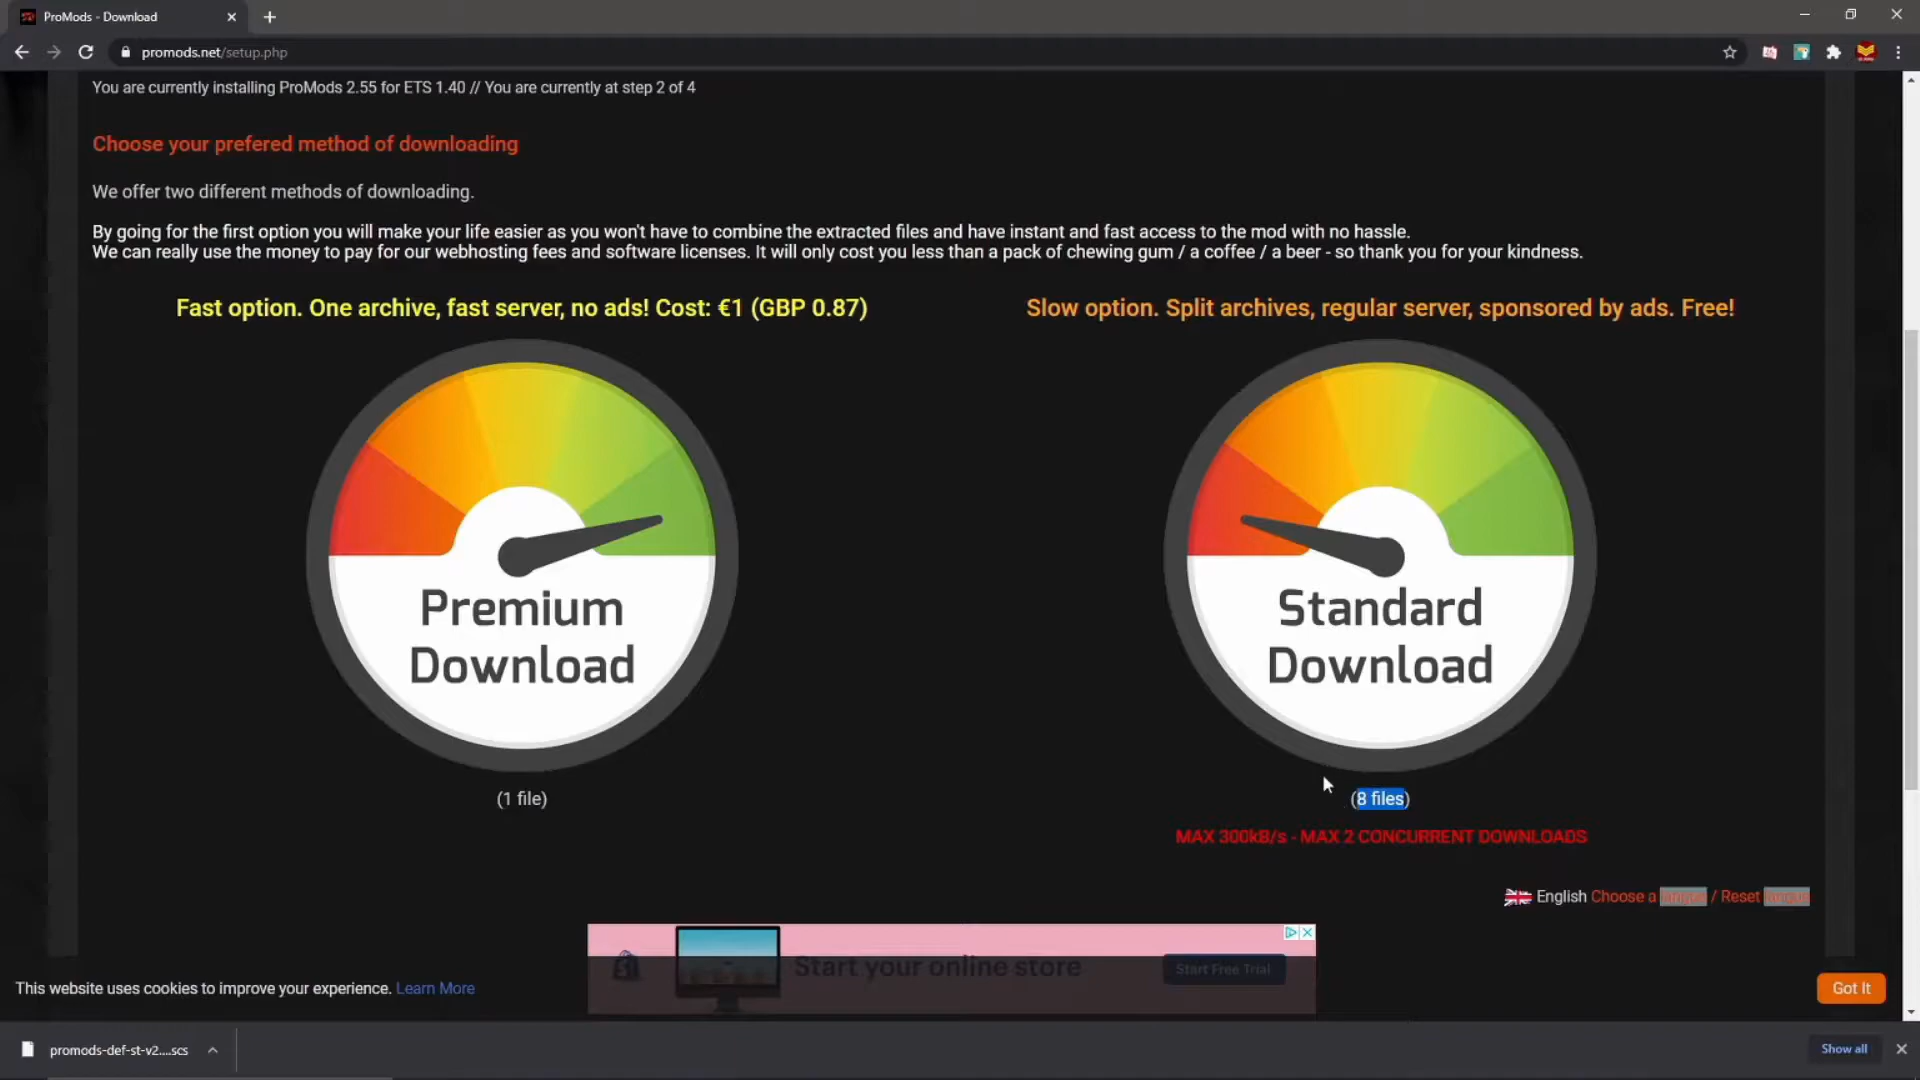 ProMods - Download
promods.net/setup.php
You are currently installing ProMods 2.55 for ETS 1.40 // You are currently at step 2 of 4
Choose your prefered method of downloading
We offer two different methods of downloading.
By going for the first option you will make your life easier as you won't have to combine the extracted files and have instant and fast access to the mod with no hassle.
We can really use the money to pay for our webhosting fees and software licenses. It will only cost you less than a pack of chewing gum / a coffee / a beer - so thank you for your kindness.
Fast option. One archive, fast server, no ads! Cost: €1 (GBP 0.87)
Slow option. Split archives, regular server, sponsored by ads. Free!
Premium
Download
Standard
Download
(1 file)
(8 files)
MAX 300kB/s - MAX 2 CONCURRENT DOWNLOADS
English Choose a / Reset
Start your online store
Start Free Trial
This website uses cookies to improve your experience. Learn More
Got It
promods-def-st-v2....scs
Show all